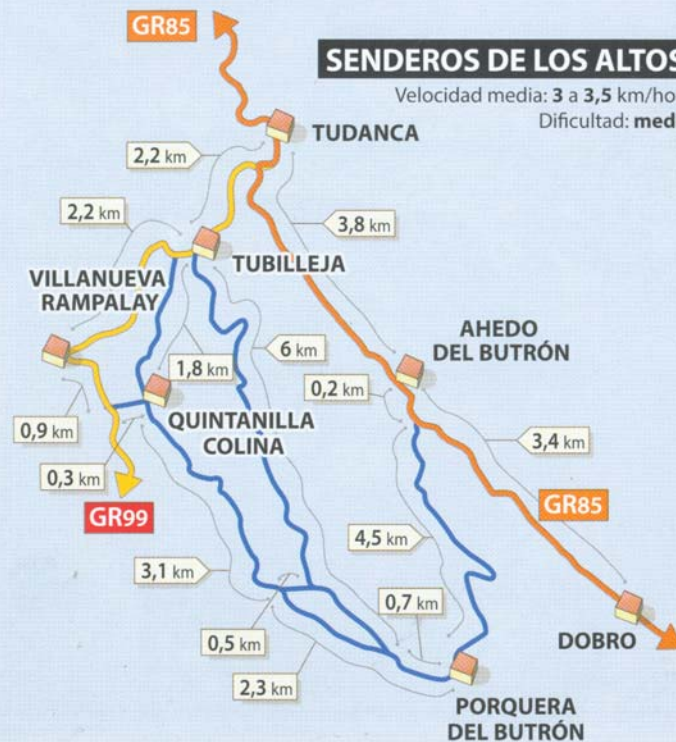 GR85
SENDEROS DE LOS ALTOS
Velocidad media: 3 a 3,5 km/ho
Dificultad: med
TUDANCA
2,2 km
2,2 km
3,8 km
TUBILLEJA
VILLANUEVA
RAMPALAY
AHEDO
DEL BUTRÓN
6 km
1,8 km
0,2 km
QUINTANILLA
COLINA
0,9 km
0,3 km
3,4 km
GR85
GR99
4,5 km
3,1 km
0,7 km
0,5 km
DOBRO
2,3 km
PORQUERA
DEL BUTRÓN